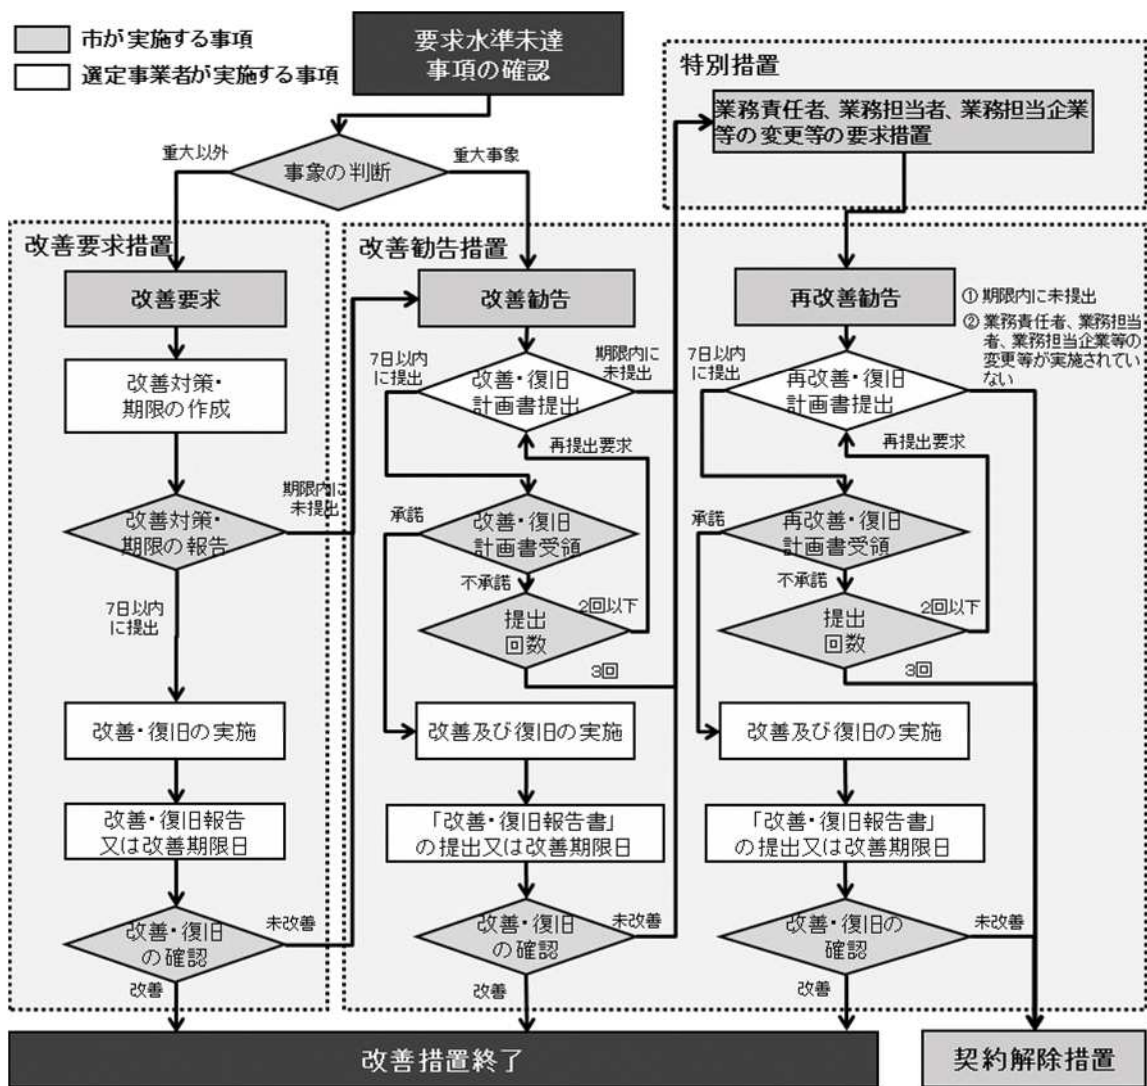 市が実施する事項
選定事業者が実施する事項
要求水準未達
事項の確認
特別措置
業務責任者、業務担当者、業務担当企業
等の変更等の要求措置
重大以外
事象の判断
重大事象
改善要求措置
改善要求
改善対策・
期限の作成
期限内に
未提出
改善対策・
期限の報告
7日以内
に提出
改善・復旧の実施
改善・復旧報告
又は改善期限日
改善・復旧
の確認
未改善
改善
改善勧告措置
改善勧告
7日以内
に提出
期限内に
未提出
改善・復旧
計画書提出
再提出要求
承諾
改善・復旧
計画書受領
不承諾
提出
回数
2回以下
3回
改善及び復旧の実施
「改善・復旧報告書」
の提出又は改善期限日
改善・復旧
の確認
未改善
改善
再改善勧告
① 期限内に未提出
② 業務責任者、業務担当
者、業務担当企業等の
変更等が実施されてい
ない
7日以内
に提出
再改善・復旧
計画書提出
再提出要求
承諾
再改善・復旧
計画書受領
不承諾
提出
回数
2回以下
3回
改善及び復旧の実施
「改善・復旧報告書」
の提出又は改善期限日
改善・復旧の
確認
未改善
改善
改善措置終了
契約解除措置